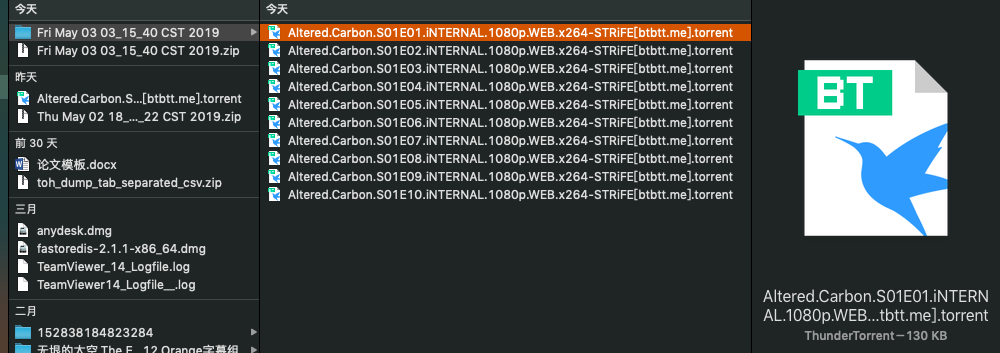 今天
Fri May 03 03_15_40 CST 2019
Fri May 03 03_15_40 CST 2019.zip
昨天
Altered.Carbon.S...[btbtt.me].torrent
Thu May 02 18_..._22 CST 2019.zip
前 30 天
论文模板.docx
toh_dump_tab_separated_csv.zip
三月
anydesk.dmg
fastoredis-2.1.1-x86_64.dmg
TeamViewer_14_Logfile.log
TeamViewer14_Logfile__.log
二月
152838184823284
无垠的太空 The E...12.Orange字幕组
今天
Altered.Carbon.S01E01.iNTERNAL.1080p.WEB.x264-STRiFE[btbtt.me].torrent
Altered.Carbon.S01E02.iNTERNAL.1080p.WEB.x264-STRiFE[btbtt.me].torrent
Altered.Carbon.S01E03.iNTERNAL.1080p.WEB.x264-STRiFE[btbtt.me].torrent
Altered.Carbon.S01E04.iNTERNAL.1080p.WEB.x264-STRiFE[btbtt.me].torrent
Altered.Carbon.S01E05.iNTERNAL.1080p.WEB.x264-STRiFE[btbtt.me].torrent
Altered.Carbon.S01E06.iNTERNAL.1080p.WEB.x264-STRiFE[btbtt.me].torrent
Altered.Carbon.S01E07.iNTERNAL.1080p.WEB.x264-STRiFE[btbtt.me].torrent
Altered.Carbon.S01E08.iNTERNAL.1080p.WEB.x264-STRiFE[btbtt.me].torrent
Altered.Carbon.S01E09.iNTERNAL.1080p.WEB.x264-STRiFE[btbtt.me].torrent
Altered.Carbon.S01E10.iNTERNAL.1080p.WEB.x264-STRiFE[btbtt.me].torrent
BT
Altered.Carbon.S01E01.iNTERN
AL.1080p.WEB...tbtt.me].torrent
ThunderTorrent－130 KB